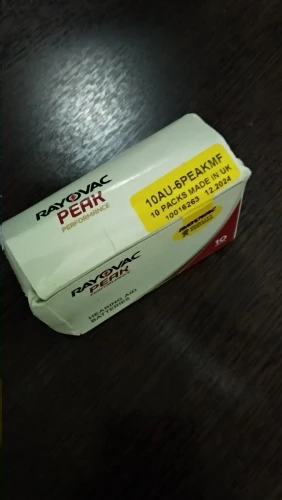 RAYOVAC
PEAK
PERFORMANCE
10AU-6PEAKMF
10 PACKS MADE IN UK
10016263 12.2024
RAYOVAC
PEAK
PERFORMANCE
10
HEARING AID
BATTERIES